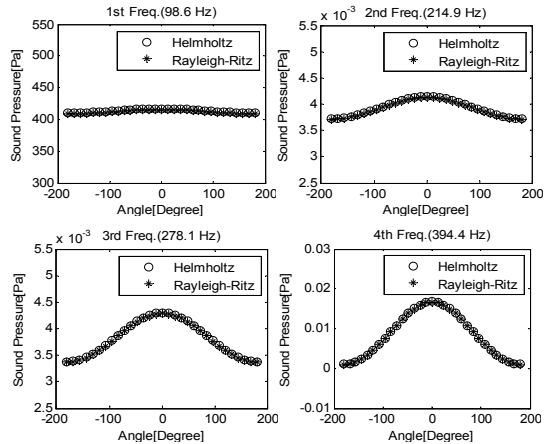 1st Freq.(98.6 Hz)
550
500
450
400
350
300
Sound Pressure[Pa]
Helmholtz
Rayleigh-Ritz
-200
-100
0
100
200
Angle[Degree]
x 10⁻³
2nd Freq.(214.9 Hz)
5.5
5
4.5
4
3.5
3
Sound Pressure[Pa]
Helmholtz
Rayleigh-Ritz
-200
-100
0
100
200
Angle[Degree]
x 10⁻³
3rd Freq.(278.1 Hz)
5.5
4.5
3.5
2.5
Sound Pressure[Pa]
Helmholtz
Rayleigh-Ritz
-200
-100
0
100
200
Angle[Degree]
4th Freq.(394.4 Hz)
0.03
0.02
0.01
0
-0.01
Sound Pressure[Pa]
Helmholtz
Rayleigh-Ritz
-200
-100
0
100
200
Angle[Degree]